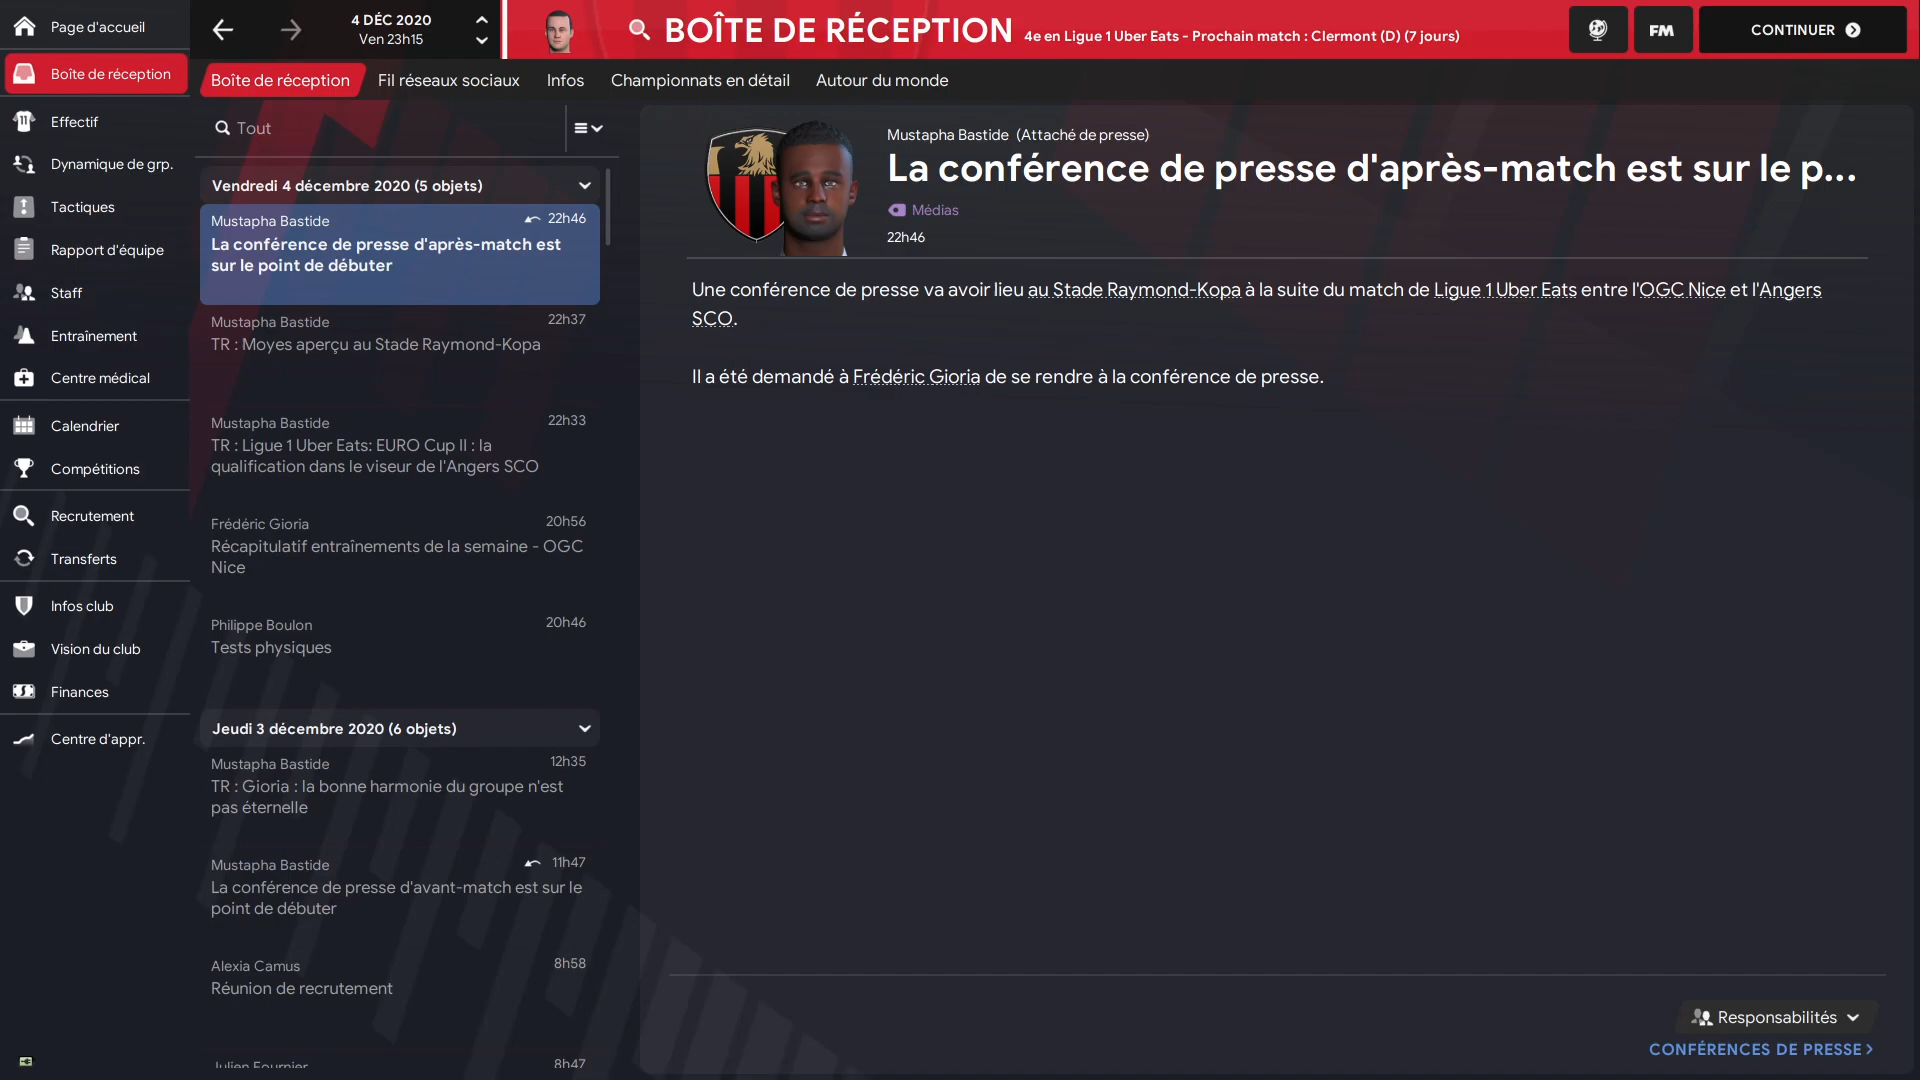 Page d'accueil
Boîte de réception
Effectif
Dynamique de grp.
Tactiques
Rapport d'équipe
Staff
Entraînement
Centre médical
Calendrier
Compétitions
Recrutement
Transferts
Infos club
Vision du club
Finances
Centre d'appr.
4 DÉC 2020
Ven 23h15
BOÎTE DE RÉCEPTION
4e en Ligue 1 Uber Eats - Prochain match : Clermont (D) (7 jours)
FM
CONTINUER
Boîte de réception
Fil réseaux sociaux
Infos
Championnats en détail
Autour du monde
Tout
Vendredi 4 décembre 2020 (5 objets)
Mustapha Bastide
22h46
La conférence de presse d'après-match est
sur le point de débuter
Mustapha Bastide
22h37
TR : Moyes aperçu au Stade Raymond-Kopa
Mustapha Bastide
22h33
TR : Ligue 1 Uber Eats: EURO Cup II : la
qualification dans le viseur de l'Angers SCO
Frédéric Gioria
20h56
Récapitulatif entraînements de la semaine - OGC
Nice
Philippe Boulon
20h46
Tests physiques
Jeudi 3 décembre 2020 (6 objets)
Mustapha Bastide
12h35
TR : Gioria : la bonne harmonie du groupe n'est
pas éternelle
Mustapha Bastide
11h47
La conférence de presse d'avant-match est sur le
point de débuter
Alexia Camus
8h58
Réunion de recrutement
Julien Fournier
8h47
Mustapha Bastide (Attaché de presse)
La conférence de presse d'après-match est sur le p...
Médias
22h46
Une conférence de presse va avoir lieu au Stade Raymond-Kopa à la suite du match de Ligue 1 Uber Eats entre l'OGC Nice et l'Angers
SCO.
Il a été demandé à Frédéric Gioria de se rendre à la conférence de presse.
Responsabilités
CONFÉRENCES DE PRESSE >